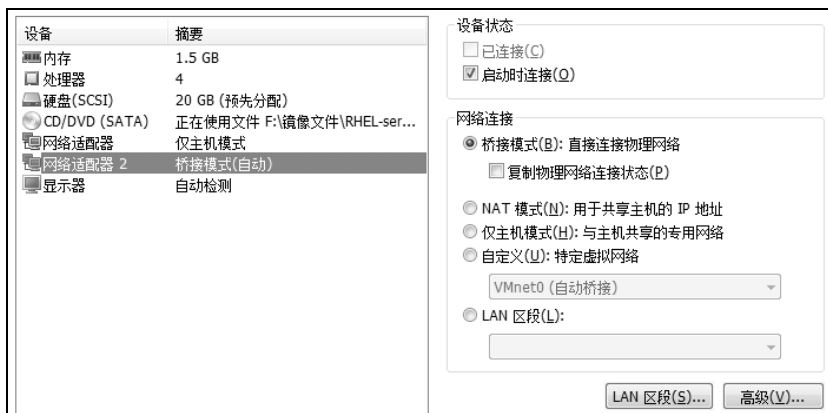 设备 摘要
内存 1.5 GB
处理器 4
硬盘(SCSI) 20 GB (预先分配)
CD/DVD (SATA) 正在使用文件 F:\镜像文件\RHEL-ser...
网络适配器 仅主机模式
网络适配器 2 桥接模式(自动)
显示器 自动检测
设备状态
已连接(C)
启动时连接(O)
网络连接
桥接模式(B): 直接连接物理网络
复制物理网络连接状态(P)
NAT 模式(N): 用于共享主机的 IP 地址
仅主机模式(H): 与主机共享的专用网络
自定义(U): 特定虚拟网络
VMnet0 (自动桥接)
LAN 区段(L):
LAN 区段(S)... 高级(V)...